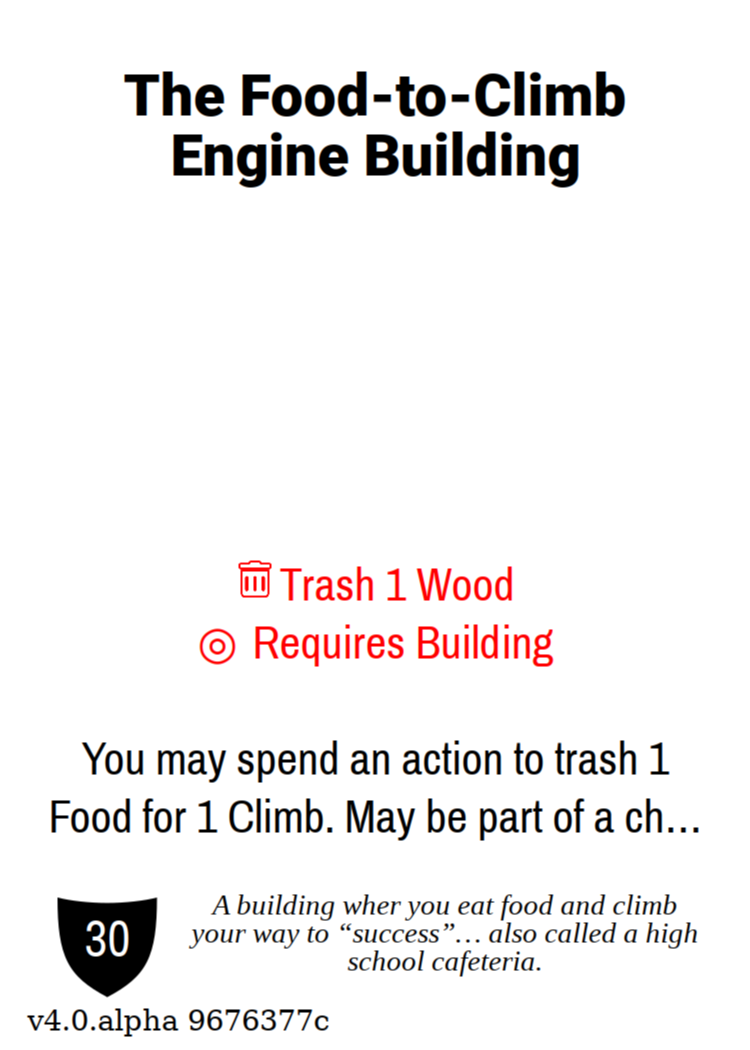 The Food-to-Climb
Engine Building
Trash 1 Wood
Requires Building
You may spend an action to trash 1
Food for 1 Climb. May be part of a ch…
30
A building wher you eat food and climb
your way to “success”… also called a high
school cafeteria.
v4.0.alpha 9676377c